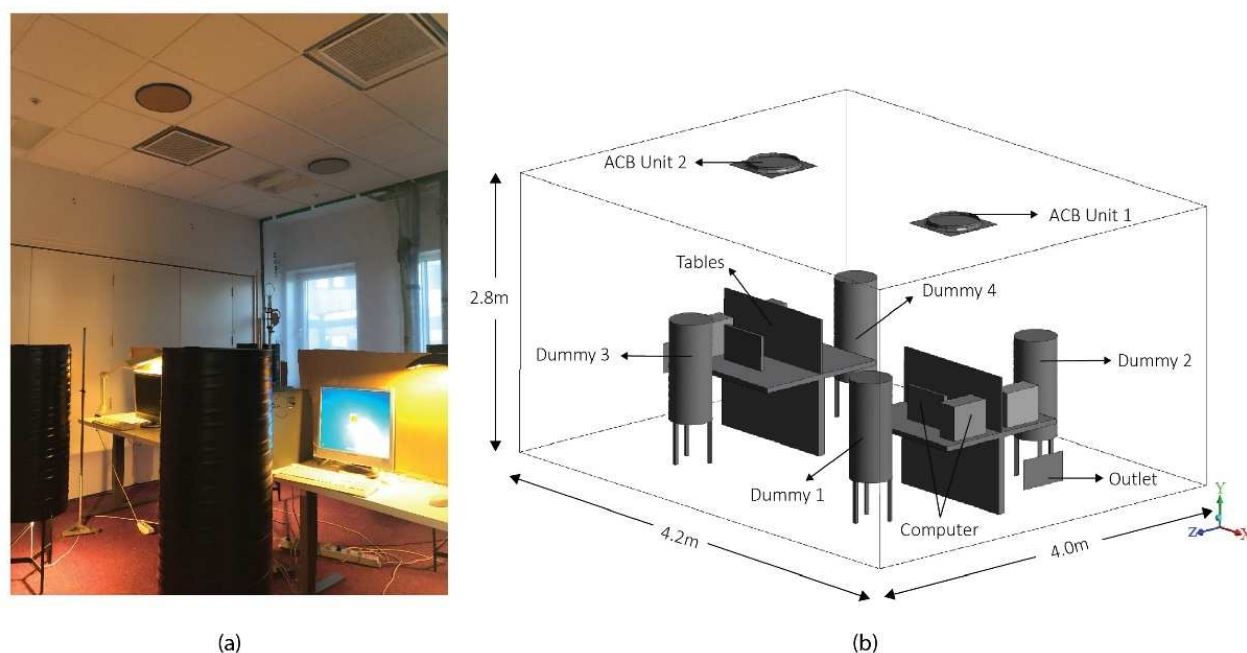 ACB Unit 2
ACB Unit 1
Tables
Dummy 4
2.8m
Dummy 3
Dummy 2
Dummy 1
Outlet
Computer
4.2m
4.0m
Y
Z
X
(a)
(b)